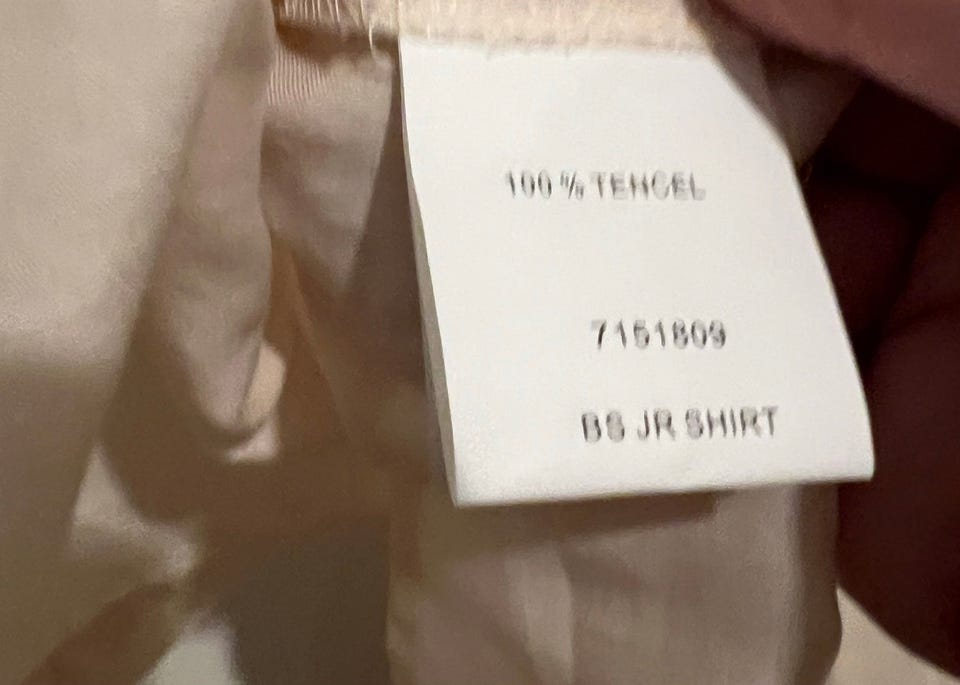 100 % TENCEL
7151809
BS JR SHIRT